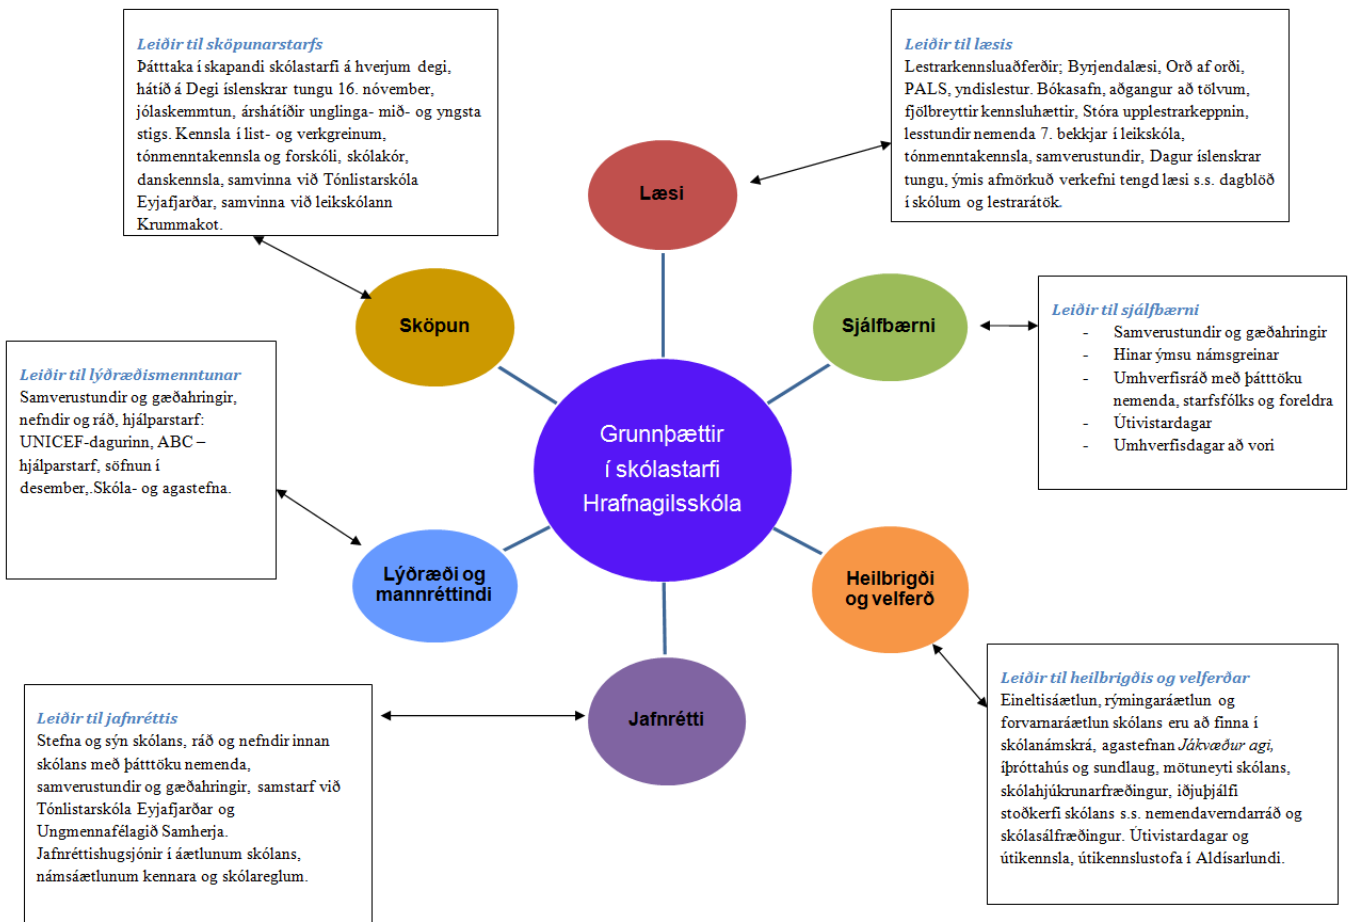 Leiðir til sköpunarstarfs
Þátttaka í skapandi skólastarfi á hverjum degi,
hátíð á Degi íslenskrar tungu 16. nóvember,
jólaskemmtun, árshátíðir unglinga- mið- og yngsta
stigs. Kennsla í list- og verkgreinum,
tónmenntakennsla og forskóli, skólakór,
danskennsla, samvinna við Tónlistarskóla
Eyjafjarðar, samvinna við leikskólann
Krummakot.
Leiðir til læsis
Lestrarkennsluaðferðir; Byrjendalæsi, Orð af orði,
PALS, yndislestur. Bókasafn, aðgangur að tölvum,
fjölbreyttir kennsluhættir, Stóra upplestrarkeppnin,
lesstundir nemenda 7. bekkjar í leikskóla,
tónmenntakennsla, samverustundir, Dagur íslenskrar
tungu, ýmis afmörkuð verkefni tengd læsi s.s. dagblöð
í skólum og lestrarátök.
Læsi
Sköpun
Sjálfbærni
Leiðir til sjálfbærni
- Samverustundir og gæðahringir
- Hinar ýmsu námsgreinar
- Umhverfisráð með þátttöku
nemenda, starfsfólks og foreldra
- Útivistardagar
- Umhverfisdagar að vori
Leiðir til lýðræðismenntunar
Samverustundir og gæðahringir,
nefndir og ráð, hjálparstarf:
UNICEF-dagurinn, ABC –
hjálparstarf, söfnun í
desember,.Skóla- og agastefna.
Grunnþættir
í skólastarfi
Hrafnagilsskóla
Lýðræði og
mannréttindi
Heilbrigði
og velferð
Jafnrétti
Leiðir til jafnréttis
Stefna og sýn skólans, ráð og nefndir innan
skólans með þátttöku nemenda,
samverustundir og gæðahringir, samstarf við
Tónlistarskóla Eyjafjarðar og
Ungmennafélagið Samherja.
Jafnréttishugsjónir í áætlunum skólans,
námsáætlunum kennara og skólareglum.
Leiðir til heilbrigðis og velferðar
Eineltisáætlun, rýmingaráætlun og
forvarnaráætlun skólans eru að finna í
skólanámskrá, agastefnan Jákvæður agi,
íþróttahús og sundlaug, mötuneyti skólans,
skólahjúkrunarfræðingur, iðjuþjálfi
stoðkerfi skólans s.s. nemendaverndarráð og
skólasálfræðingur. Útivistardagar og
útikennsla, útikennslustofa í Aldísarlundi.